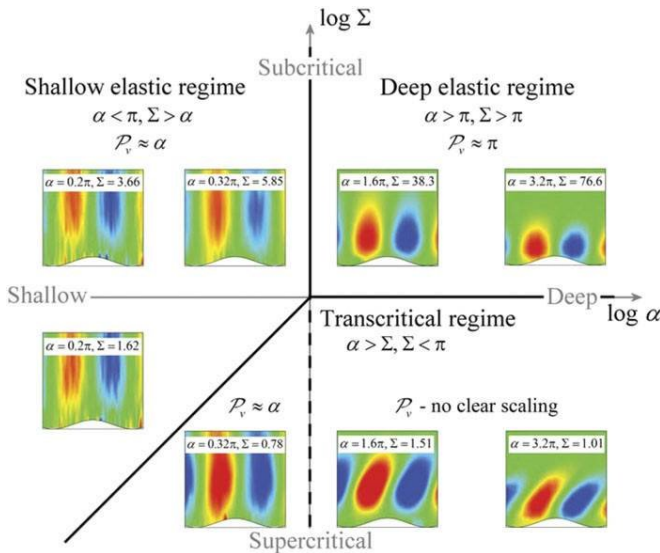 log Σ
Subcritical
Shallow elastic regime
α < π, Σ > α
𝒫ᵥ ≈ α
Deep elastic regime
α > π, Σ > π
𝒫ᵥ ≈ π
α = 0.2π, Σ = 3.66
α = 0.32π, Σ = 5.85
α = 1.6π, Σ = 38.3
α = 3.2π, Σ = 76.6
Shallow
Deep
log α
Transcritical regime
α > Σ, Σ < π
α = 0.2π, Σ = 1.62
𝒫ᵥ ≈ α
𝒫ᵥ - no clear scaling
α = 0.32π, Σ = 0.78
α = 1.6π, Σ = 1.51
α = 3.2π, Σ = 1.01
Supercritical